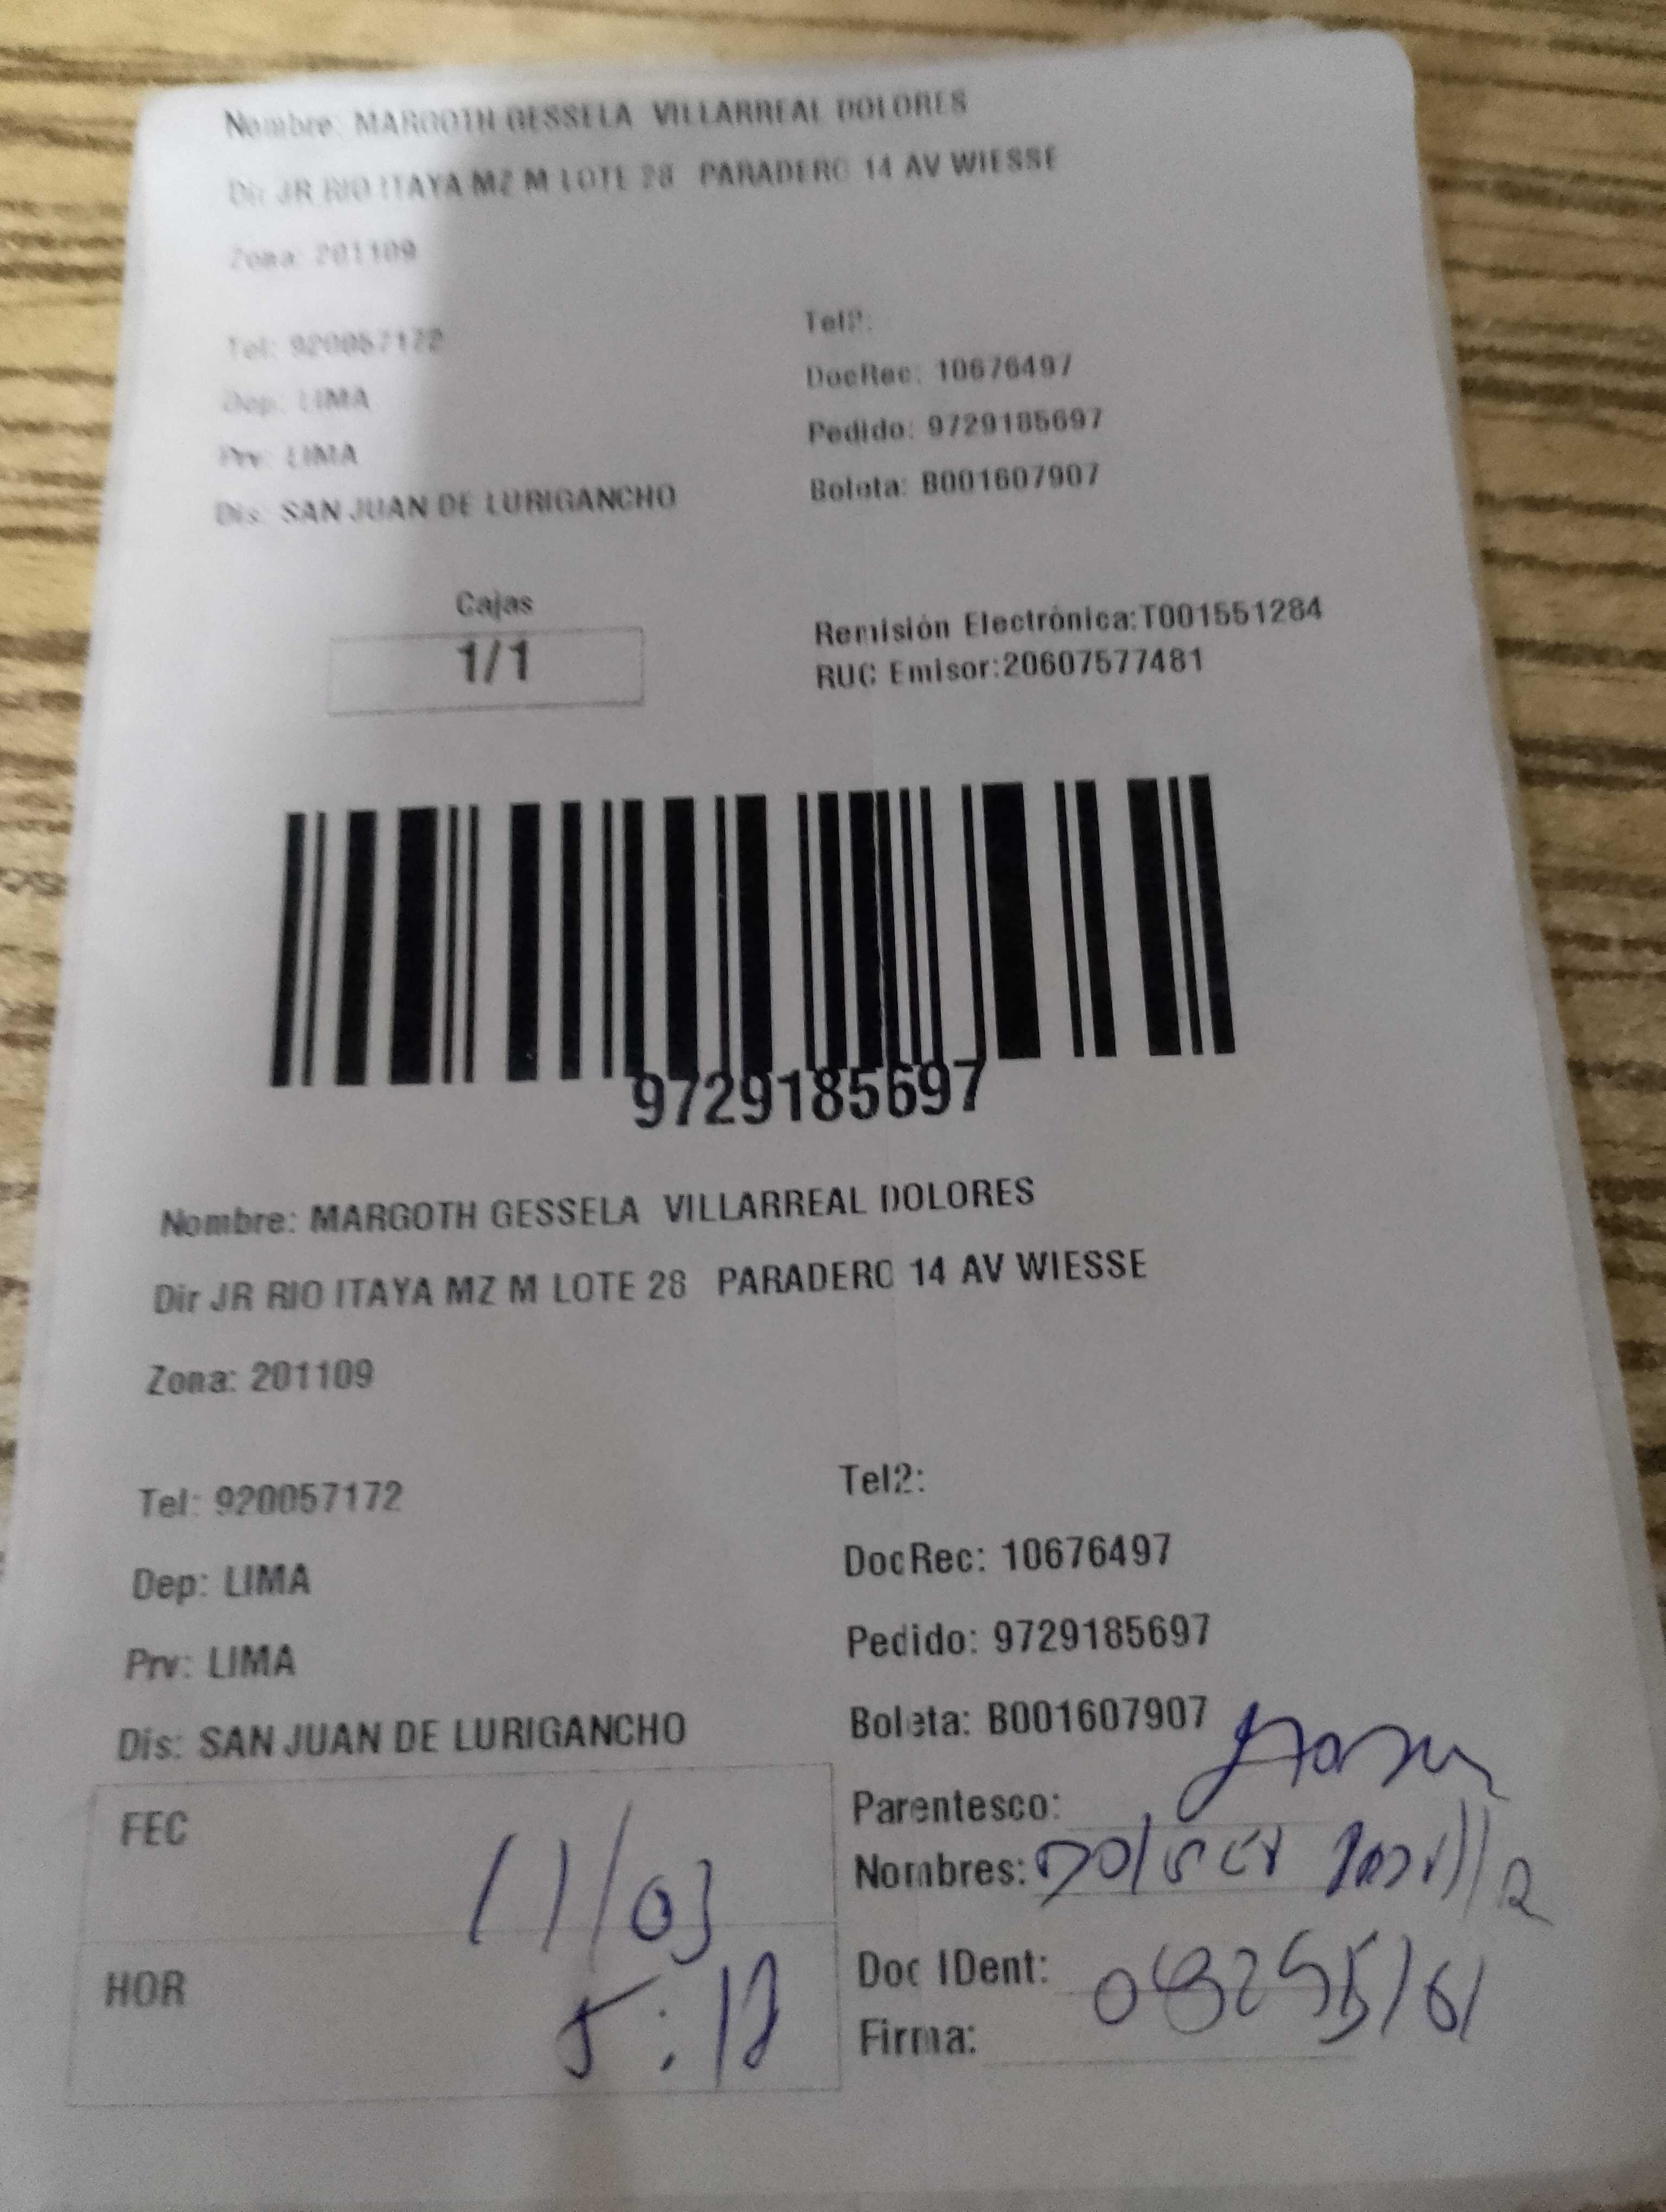 Nombre: MARGOTH GESSELA VILLARREAL DOLORES
Dir JR RIO ITAYA MZ M LOTE 28 PARADERO 14 AV WIESSE
Zona: 201109
Tel: 920057172
Tel2:
Dep: LIMA
DocRec: 10676497
Prv: LIMA
Pedido: 9729185697
Dis: SAN JUAN DE LURIGANCHO
Boleta: B001607907
Cajas
1/1
Remisión Electrónica:T001551284
RUC Emisor:20607577481
9729185697
Nombre: MARGOTH GESSELA VILLARREAL DOLORES
Dir JR RIO ITAYA MZ M LOTE 28 PARADERO 14 AV WIESSE
Zona: 201109
Tel: 920057172
Tel2:
Dep: LIMA
DocRec: 10676497
Prv: LIMA
Pedido: 9729185697
Dis: SAN JUAN DE LURIGANCHO
Boleta: B001607907
FEC 11/03
Parentesco:
Nombres:
HOR
Doc IDent:
Firma: